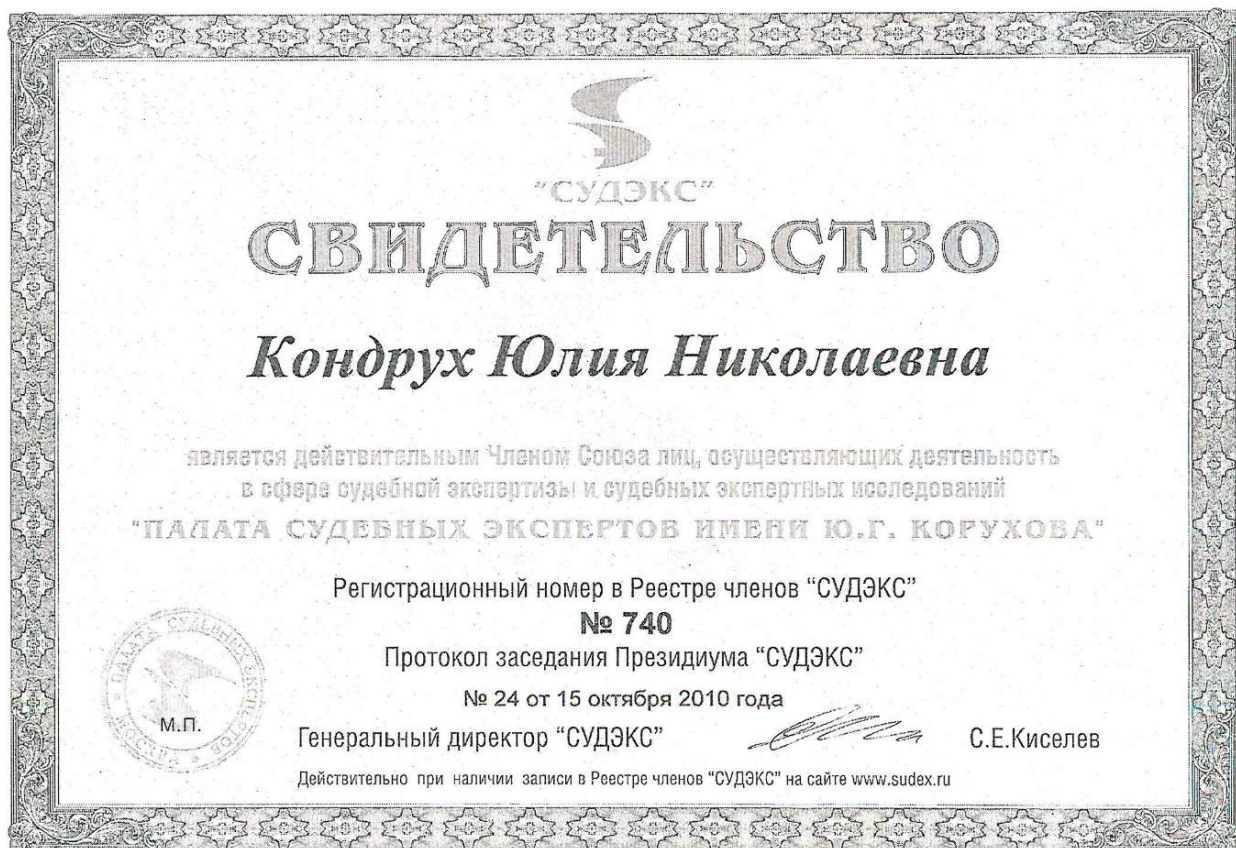 "СУДЭКС"
СВИДЕТЕЛЬСТВО
Кондрух Юлия Николаевна
является действительным Членом Союза лиц, осуществляющих деятельность
в сфере судебной экспертизы и судебных экспертных исследований
"ПАЛАТА СУДЕБНЫХ ЭКСПЕРТОВ ИМЕНИ Ю.Г. КОРУХОВА"
Регистрационный номер в Реестре членов "СУДЭКС"
№ 740
Протокол заседания Президиума "СУДЭКС"
№ 24 от 15 октября 2010 года
ПАЛАТА СУДЕБНЫХ ЭКСПЕРТОВ
М.П.
Генеральный директор "СУДЭКС" С.Е.Киселев
Действительно при наличии записи в Реестре членов "СУДЭКС" на сайте www.sudex.ru